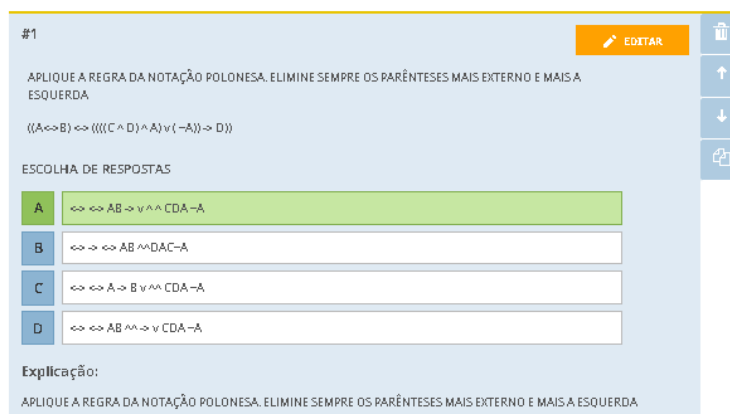 #1
EDITAR
APLIQUE A REGRA DA NOTAÇÃO POLONESA. ELIMINE SEMPRE OS PARÊNTESES MAIS EXTERNO E MAIS A
ESQUERDA
((A<=>B) <=> ((((C ^ D) ^ A) v ( ¬A)) -> D))
ESCOLHA DE RESPOSTAS
A <=> <=> AB -> v ^ ^ CDA ¬A
B <=> -> <=> AB ^^DAC¬A
C <=> <=> A -> B v ^^ CDA ¬A
D <=> <=> AB ^^ -> v CDA ¬A
Explicação:
APLIQUE A REGRA DA NOTAÇÃO POLONESA. ELIMINE SEMPRE OS PARÊNTESES MAIS EXTERNO E MAIS A ESQUERDA